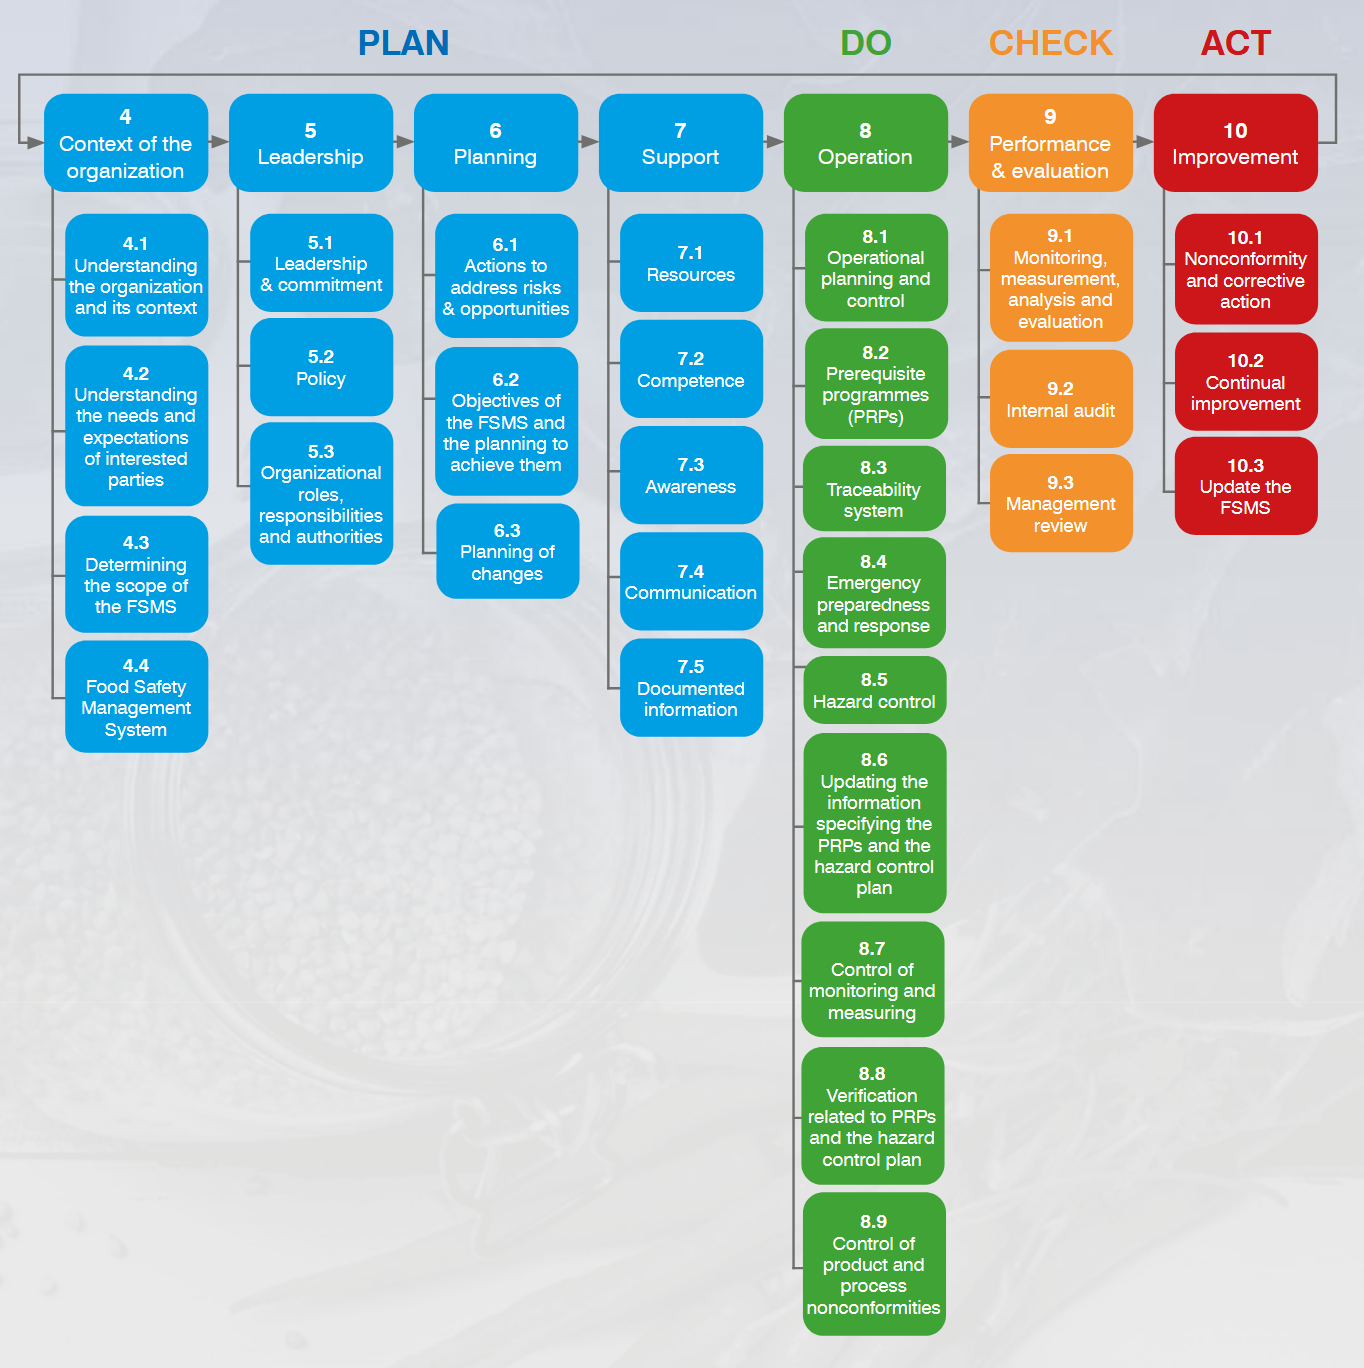 PLAN
DO
CHECK
ACT
4
Context of the
organization
5
Leadership
6
Planning
7
Support
8
Operation
9
Performance
& evaluation
10
Improvement
4.1
Understanding
the organization
and its context
4.2
Understanding
the needs and
expectations
of interested
parties
4.3
Determining
the scope of
the FSMS
4.4
Food Safety
Management
System
5.1
Leadership
& commitment
5.2
Policy
5.3
Organizational
roles,
responsibilities
and authorities
6.1
Actions to
address risks
& opportunities
6.2
Objectives of
the FSMS and
the planning to
achieve them
6.3
Planning of
changes
7.1
Resources
7.2
Competence
7.3
Awareness
7.4
Communication
7.5
Documented
information
8.1
Operational
planning and
control
8.2
Prerequisite
programmes
(PRPs)
8.3
Traceability
system
8.4
Emergency
preparedness
and response
8.5
Hazard control
8.6
Updating the
information
specifying the
PRPs and the
hazard control
plan
8.7
Control of
monitoring and
measuring
8.8
Verification
related to PRPs
and the hazard
control plan
8.9
Control of
product and
process
nonconformities
9.1
Monitoring,
measurement,
analysis and
evaluation
9.2
Internal audit
9.3
Management
review
10.1
Nonconformity
and corrective
action
10.2
Continual
improvement
10.3
Update the
FSMS